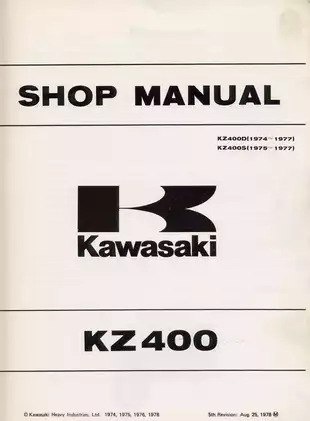 SHOP MANUAL
KZ400D(1974~1977)
KZ400S(1975~1977)
Kawasaki
KZ400
© Kawasaki Heavy Industries, Ltd. 1974, 1975, 1976, 1978 5th Revision: Aug. 25, 1978